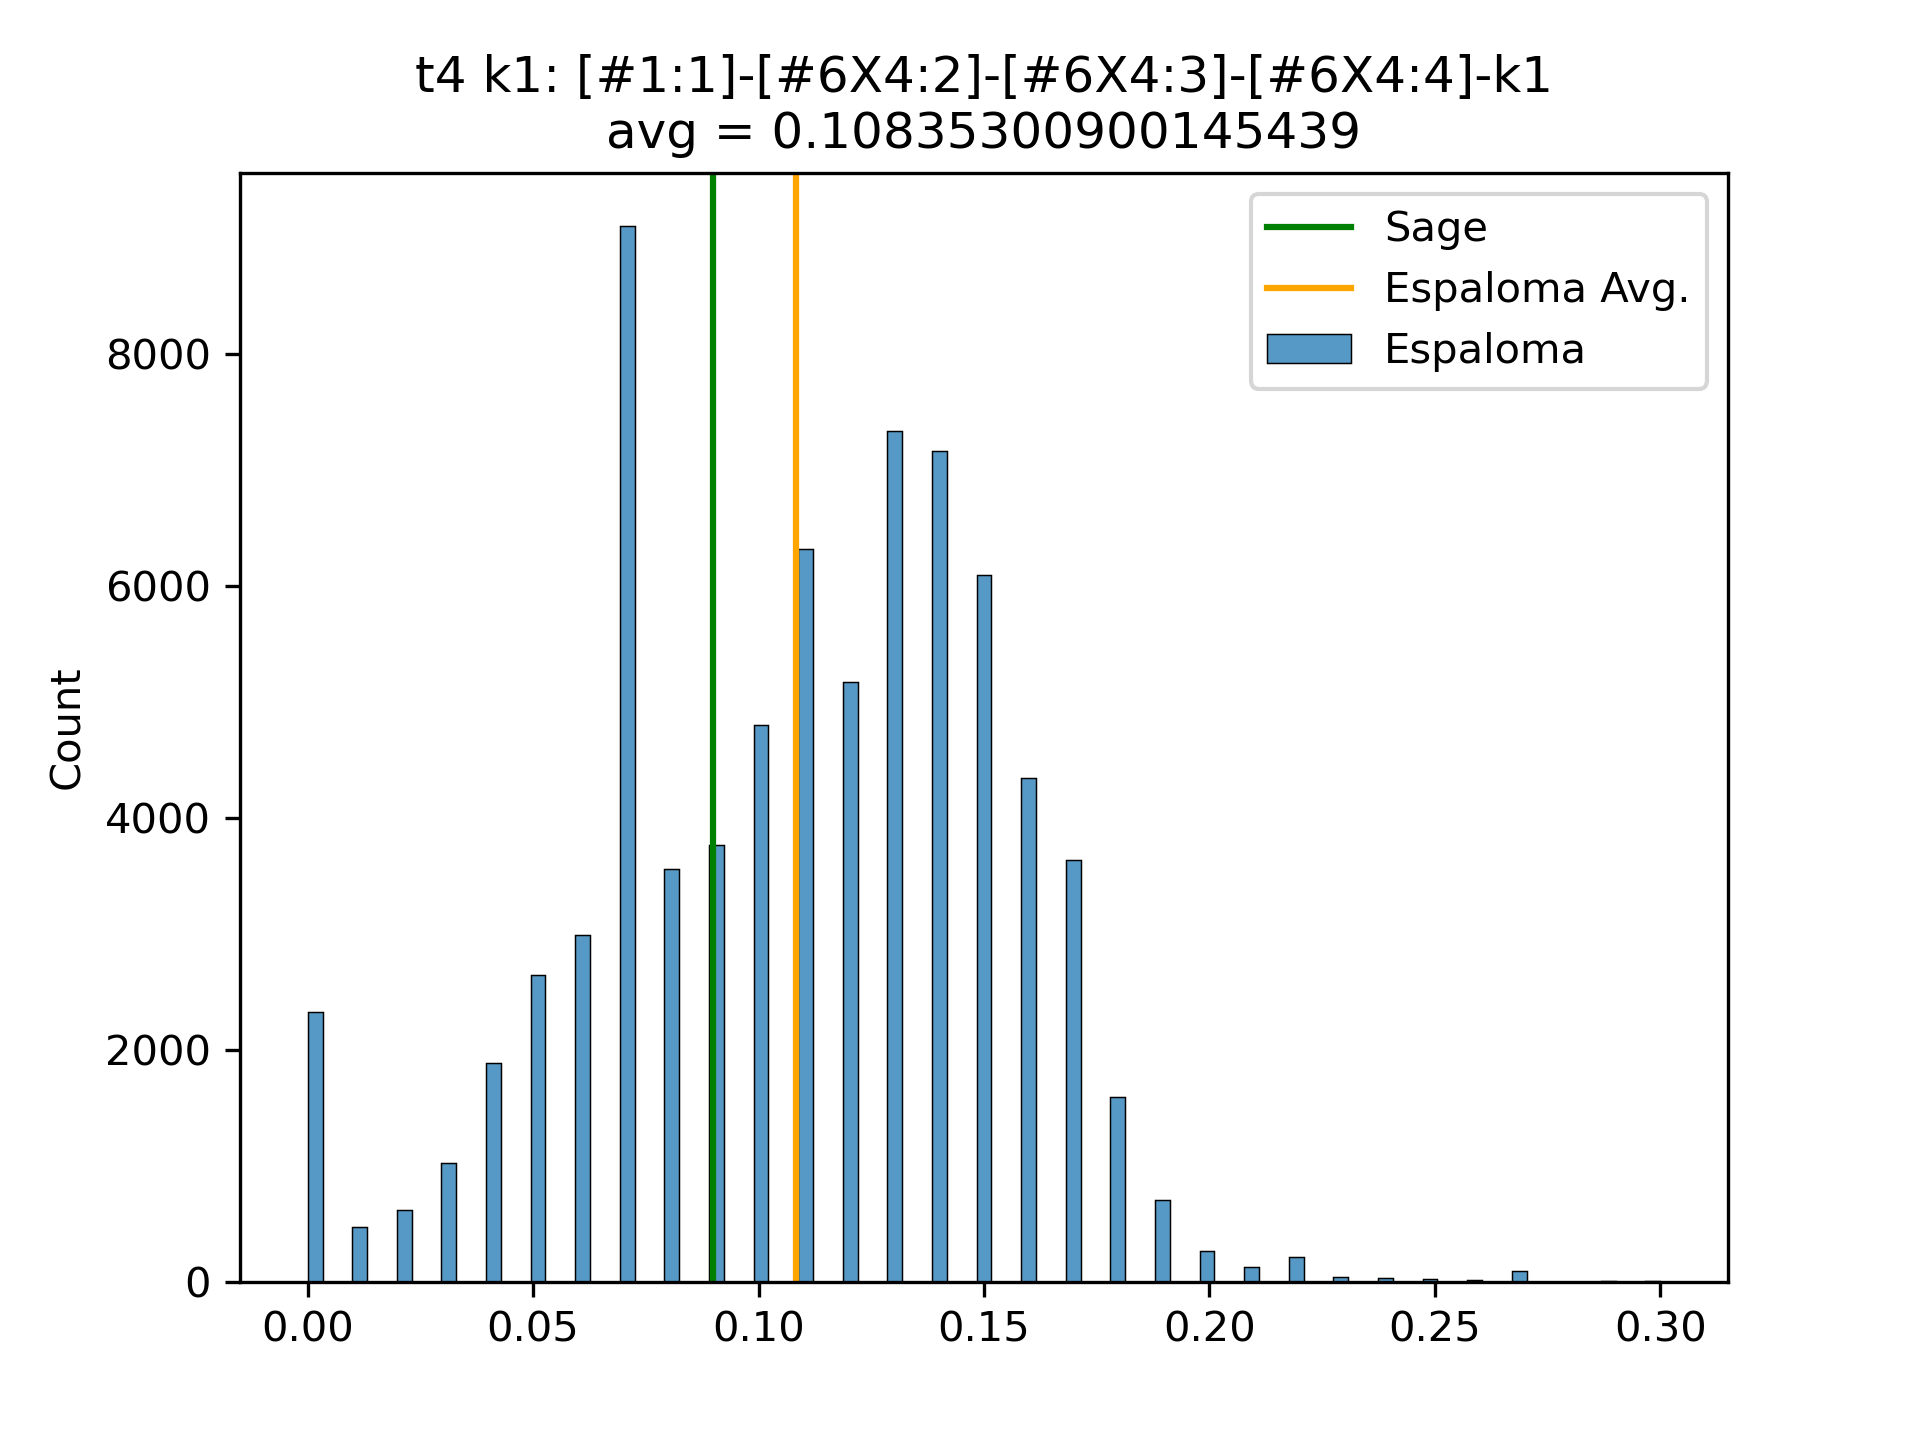 t4 k1: [#1:1]-[#6X4:2]-[#6X4:3]-[#6X4:4]-k1
avg = 0.10835300900145439
Sage
Espaloma Avg.
Espaloma
Count
8000
6000
4000
2000
0
0.00 0.05 0.10 0.15 0.20 0.25 0.30